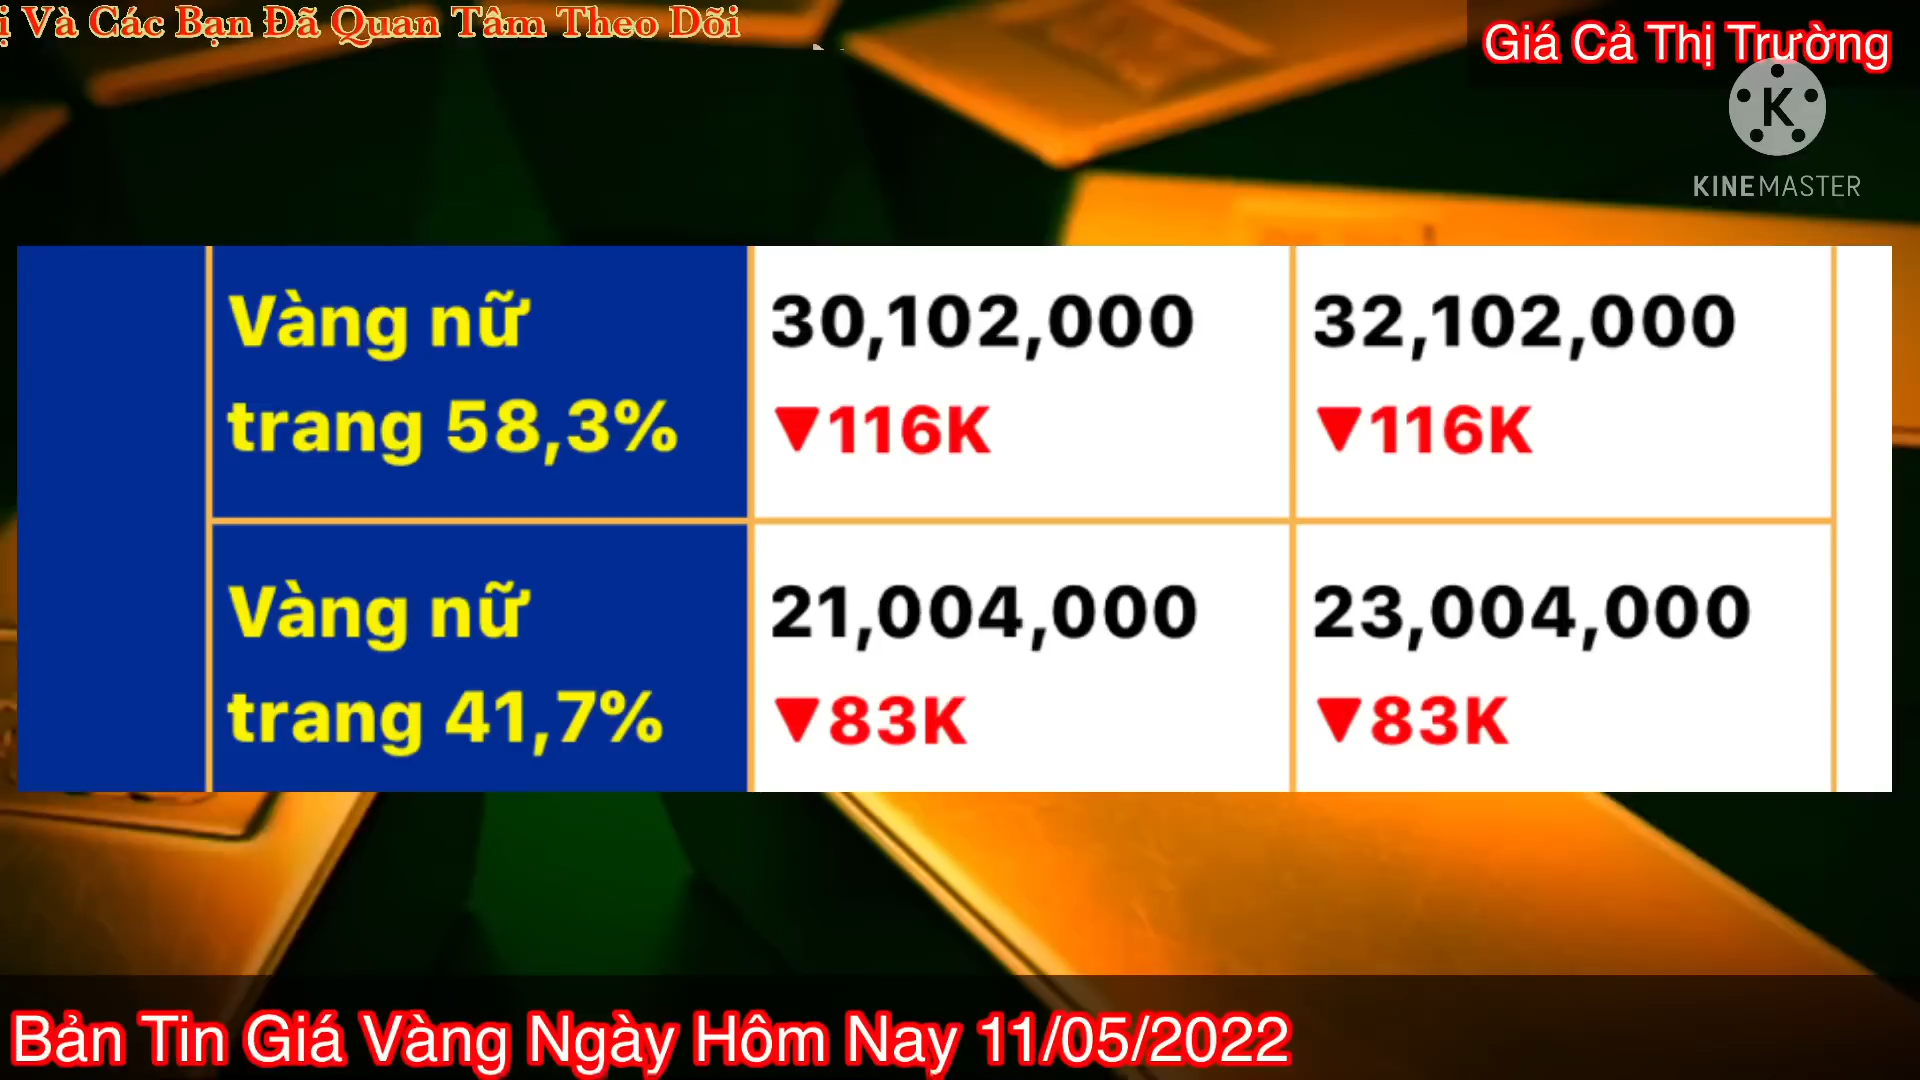 ị Và Các Bạn Đã Quan Tâm Theo Dõi
Giá Cả Thị Trường
K
KINEMASTER
Vàng nữ
trang 58,3%
30,102,000
▼116K
32,102,000
▼116K
Vàng nữ
trang 41,7%
21,004,000
▼83K
23,004,000
▼83K
Bản Tin Giá Vàng Ngày Hôm Nay 11/05/2022